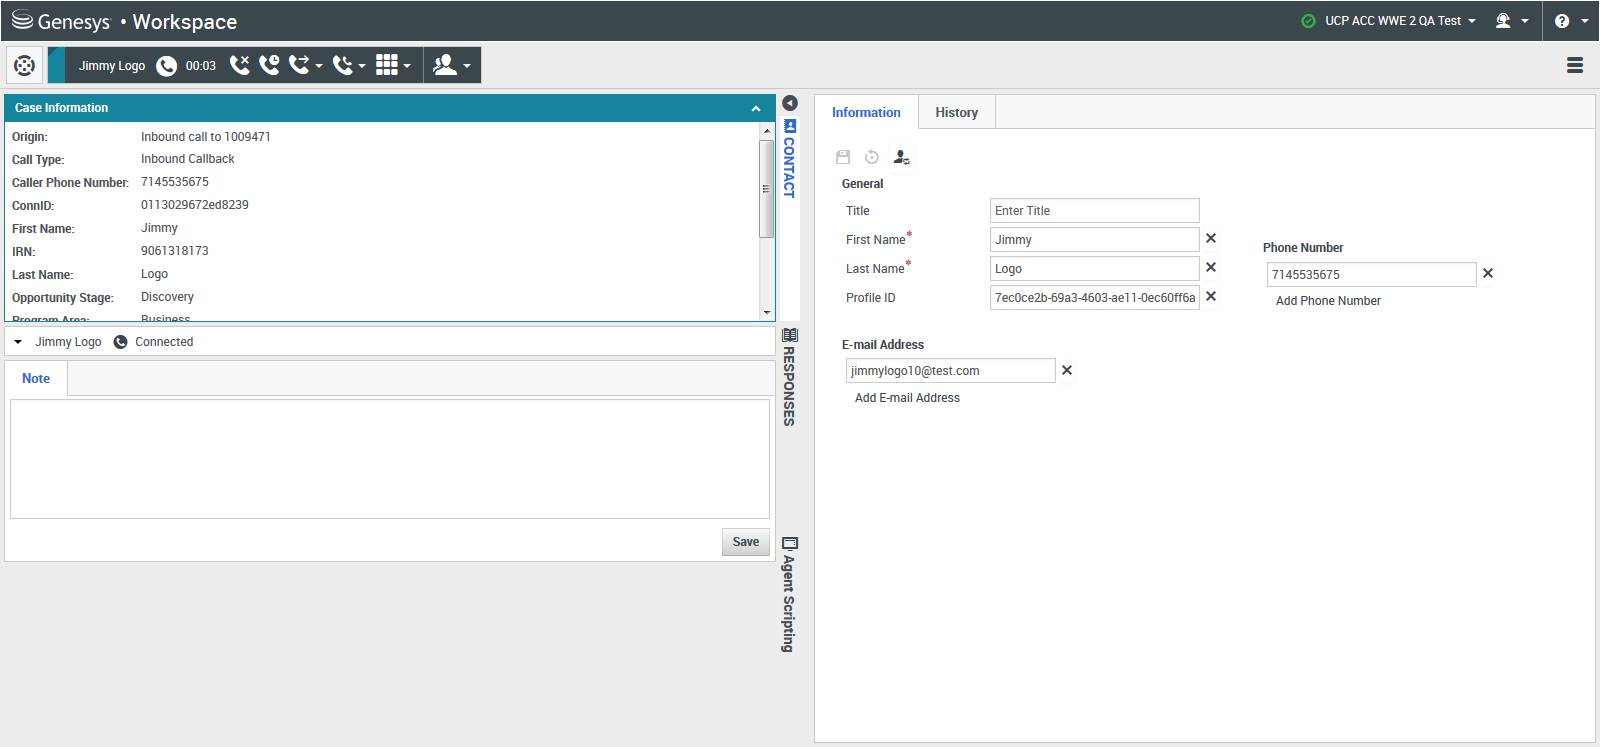 Genesys • Workspace
UCP ACC WWE 2 QA Test
Jimmy Logo 00:03
Case Information
Origin: Inbound call to 1009471
Call Type: Inbound Callback
Caller Phone Number: 7145535675
ConnID: 0113029672ed8239
First Name: Jimmy
IRN: 9061318173
Last Name: Logo
Opportunity Stage: Discovery
Program Area: Business
Jimmy Logo Connected
Note
Save
CONTACT
RESPONSES
Agent Scripting
Information History
General
Title Enter Title
First Name* Jimmy
Last Name* Logo
Profile ID 7ec0ce2b-69a3-4603-ae11-0ec60ff6a
Phone Number
7145535675
Add Phone Number
E-mail Address
jimmylogo10@test.com
Add E-mail Address